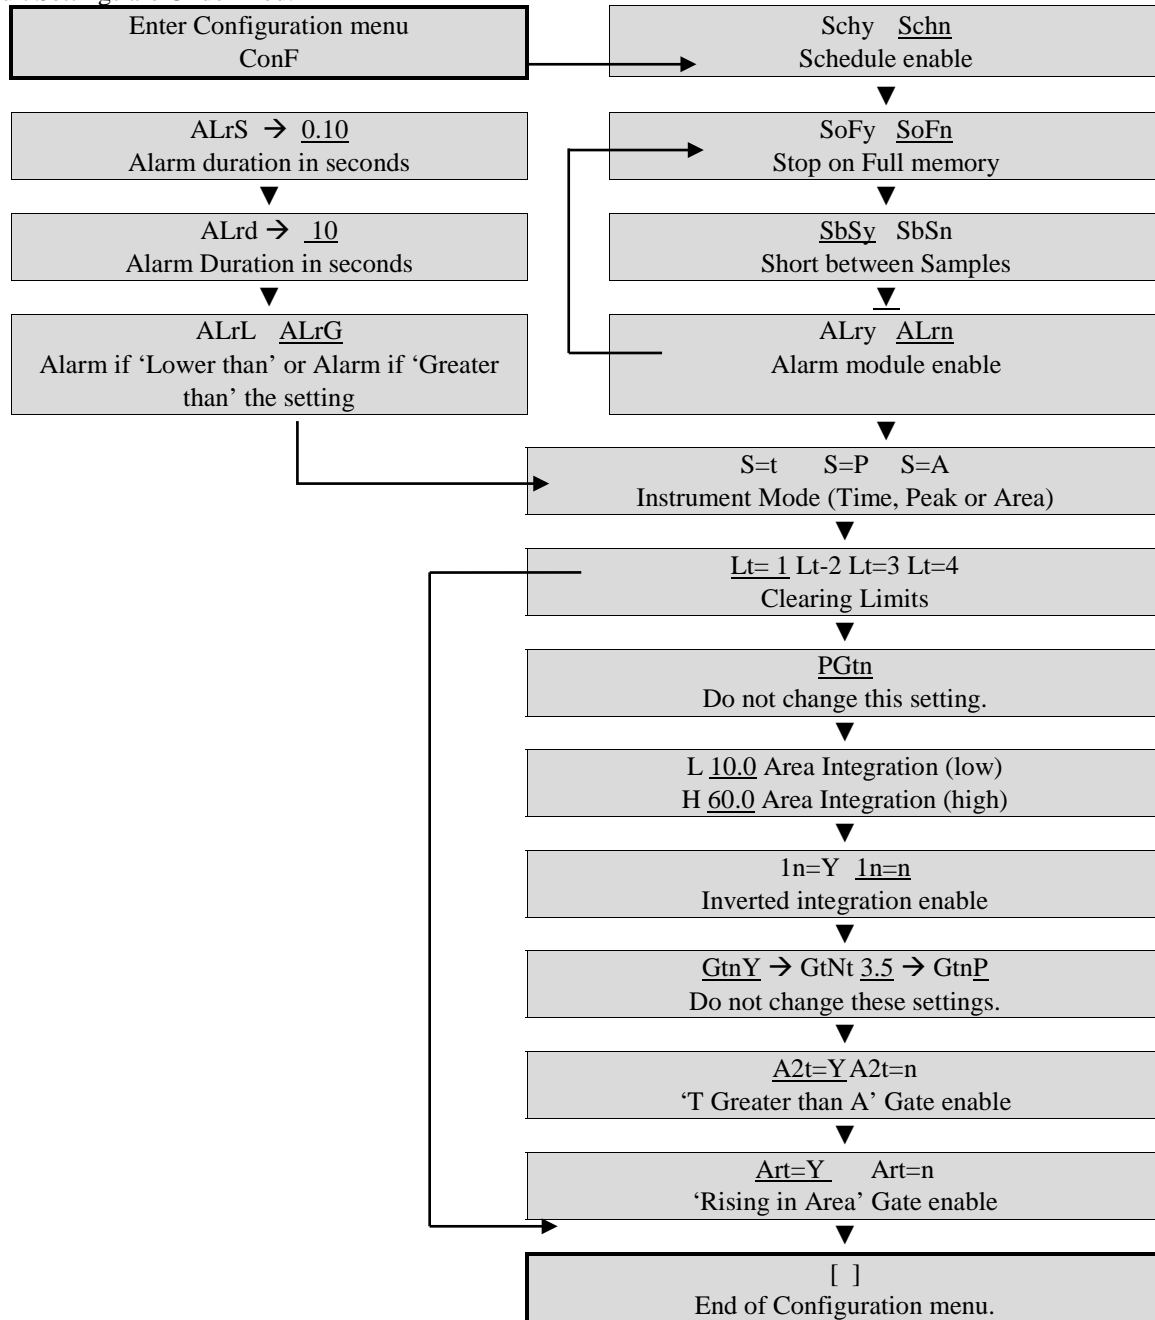 Enter Configuration menu
ConF
Schy Schn
Schedule enable
ALrS → 0.10
Alarm duration in seconds
SoFy SoFn
Stop on Full memory
ALrd → 10
Alarm Duration in seconds
SbSy SbSn
Short between Samples
ALrL ALrG
Alarm if ‘Lower than’ or Alarm if ‘Greater
than’ the setting
ALry ALrn
Alarm module enable
S=t S=P S=A
Instrument Mode (Time, Peak or Area)
Lt= 1 Lt-2 Lt=3 Lt=4
Clearing Limits
PGtn
Do not change this setting.
L 10.0 Area Integration (low)
H 60.0 Area Integration (high)
1n=Y 1n=n
Inverted integration enable
GtnY → GtNt 3.5 → GtnP
Do not change these settings.
A2t=Y A2t=n
‘T Greater than A’ Gate enable
Art=Y Art=n
‘Rising in Area’ Gate enable
[ ]
End of Configuration menu.